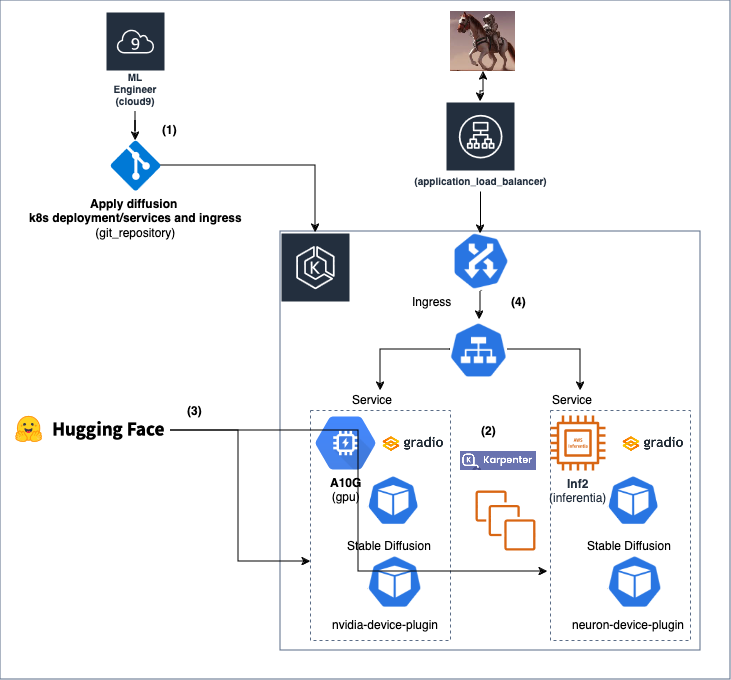 9
ML
Engineer
(cloud9)
(1)
Apply diffusion
k8s deployment/services and ingress
(git_repository)
(application_load_balancer)
K
Ingress
(4)
Service
Service
(3)
Hugging Face
gradio
(2)
K Karpenter
AWS
Inferentia
gradio
A10G
(gpu)
Inf2
(inferentia)
Stable Diffusion
Stable Diffusion
nvidia-device-plugin
neuron-device-plugin